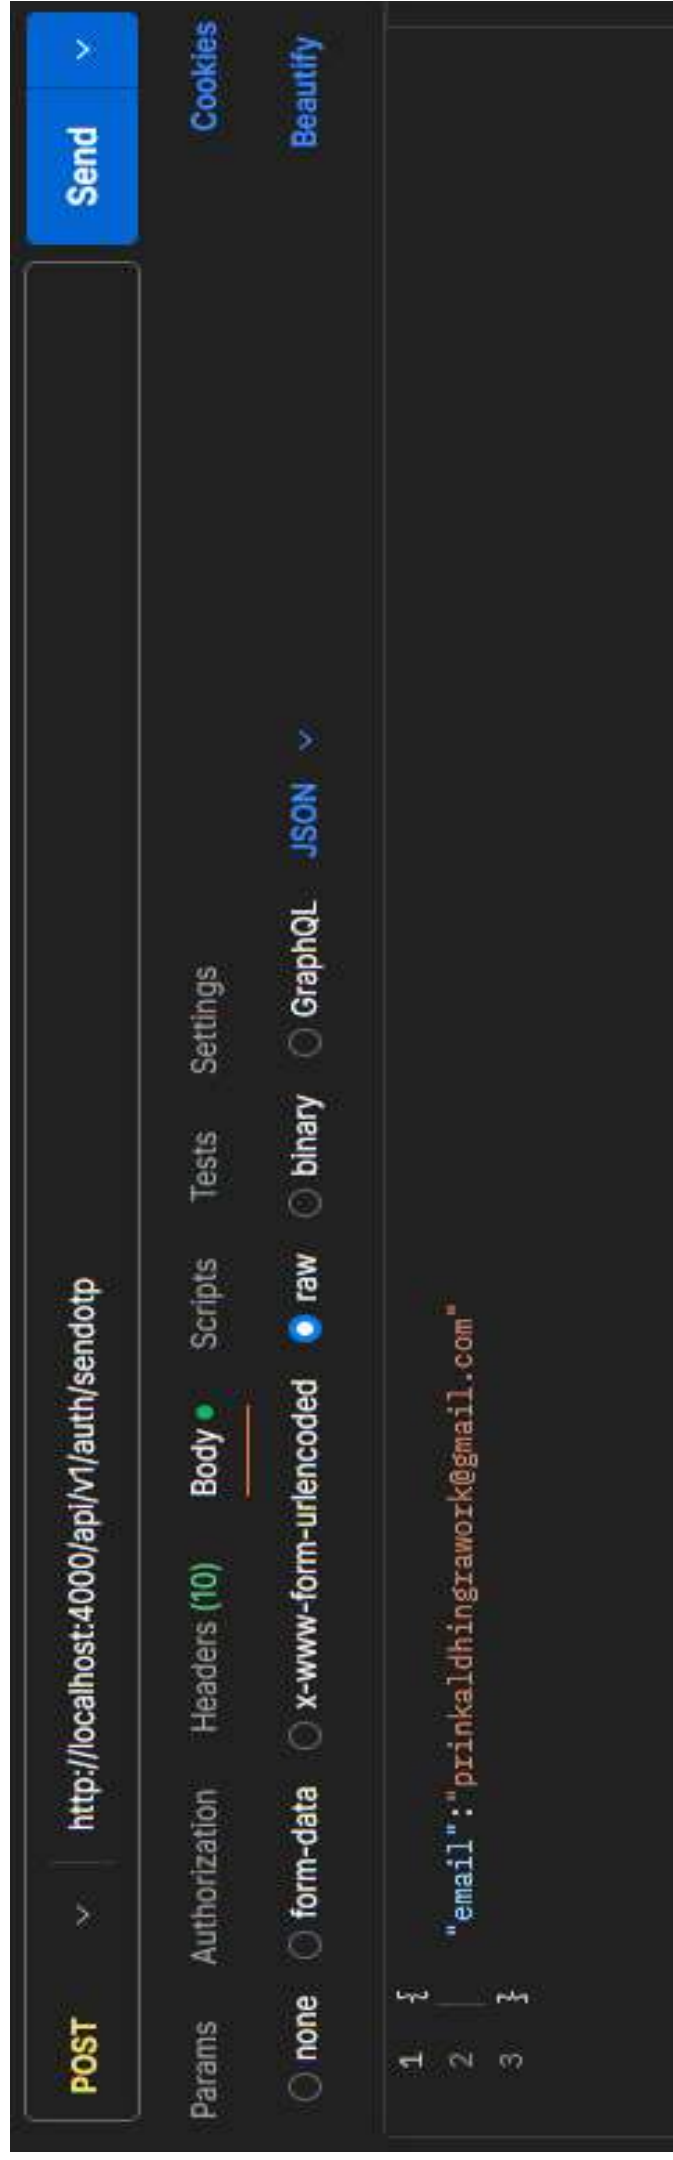 POST http://localhost:4000/api/v1/auth/sendotp Send
Params Authorization Headers (10) Body Scripts Tests Settings Cookies
none form-data x-www-form-urlencoded raw binary GraphQL JSON Beautify
1 {
2 "email":"prinkaldhingrawork@gmail.com"
3 }